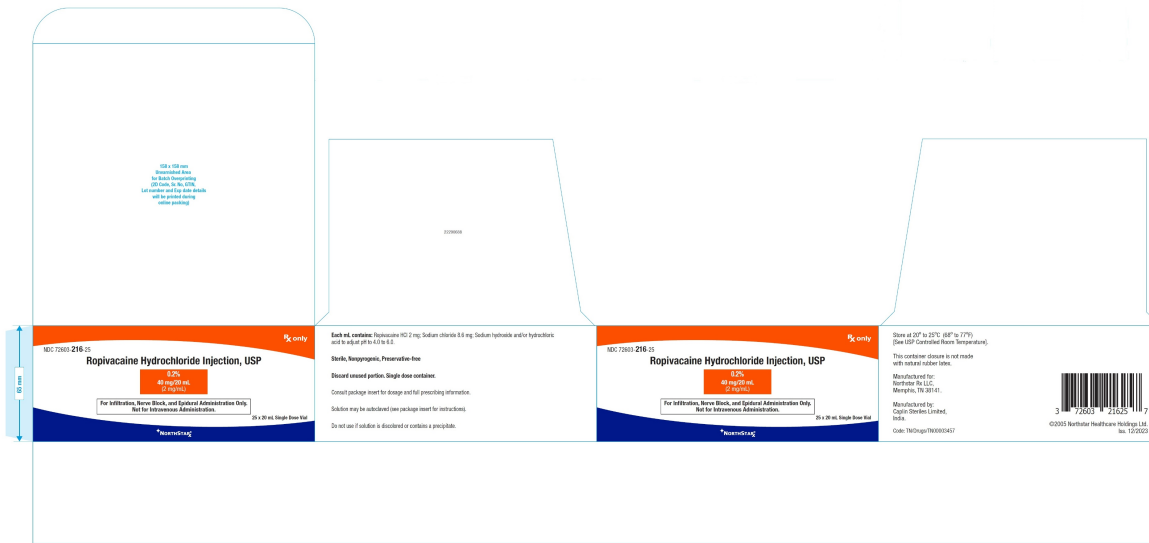 150 x 150 mm
Unvarnished Area
for Batch Overprinting
(2D Code, Sr. No, GTIN,
Lot number and Exp date details
will be printed during
online packing)
65 mm
Rx only
NDC 72603-216-25
Ropivacaine Hydrochloride Injection, USP
0.2%
40 mg/20 mL
(2 mg/mL)
For Infiltration, Nerve Block, and Epidural Administration Only.
Not for Intravenous Administration.
25 x 20 mL Single Dose Vial
NORTHSTAR
Each mL contains: Ropivacaine HCl 2 mg; Sodium chloride 8.6 mg; Sodium hydroxide and/or hydrochloric
acid to adjust pH to 4.0 to 6.0.
Sterile, Nonpyrogenic, Preservative-free
Discard unused portion. Single dose container.
Consult package insert for dosage and full prescribing information.
Solution may be autoclaved (see package insert for instructions).
Do not use if solution is discolored or contains a precipitate.
Rx only
NDC 72603-216-25
Ropivacaine Hydrochloride Injection, USP
0.2%
40 mg/20 mL
(2 mg/mL)
For Infiltration, Nerve Block, and Epidural Administration Only.
Not for Intravenous Administration.
25 x 20 mL Single Dose Vial
NORTHSTAR
Store at 20° to 25°C (68° to 77°F)
[See USP Controlled Room Temperature].
This container closure is not made
with natural rubber latex.
Manufactured for:
Northstar Rx LLC.
Memphis, TN 38141.
Manufactured by:
Caplin Steriles Limited,
India.
Code: TN/Drugs/TN00003457
3 72603 21625 7
©2005 Northstar Healthcare Holdings Ltd.
Iss. 12/2023